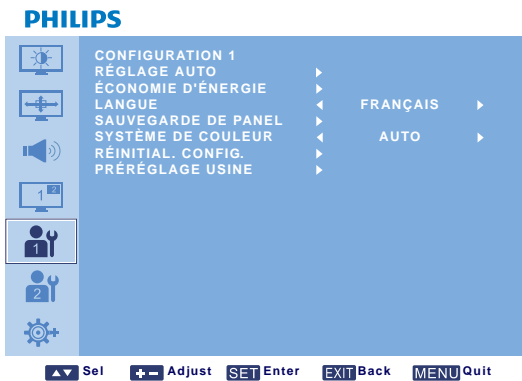 PHILIPS
CONFIGURATION 1
RÉGLAGE AUTO
ÉCONOMIE D'ÉNERGIE
LANGUE FRANÇAIS
SAUVEGARDE DE PANEL
SYSTÈME DE COULEUR AUTO
RÉINITIAL. CONFIG.
PRÉRÉGLAGE USINE
1 2
1
2
Sel Adjust SET Enter EXIT Back MENU Quit